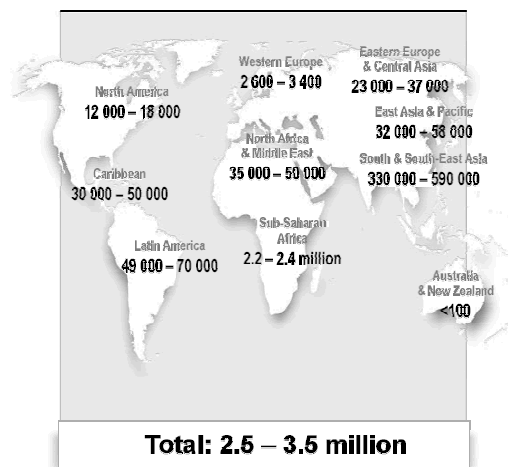 Western Europe
2 600 – 3 400
Eastern Europe
& Central Asia
23 000 – 37 000
North America
12 000 – 18 000
East Asia & Pacific
32 000 – 58 000
North Africa
& Middle East
35 000 – 50 000
South & South-East Asia
330 000 – 590 000
Caribbean
30 000 – 50 000
Sub-Saharan
Africa
2.2 – 2.4 million
Latin America
49 000 – 70 000
Australia
& New Zealand
<100
Total: 2.5 – 3.5 million